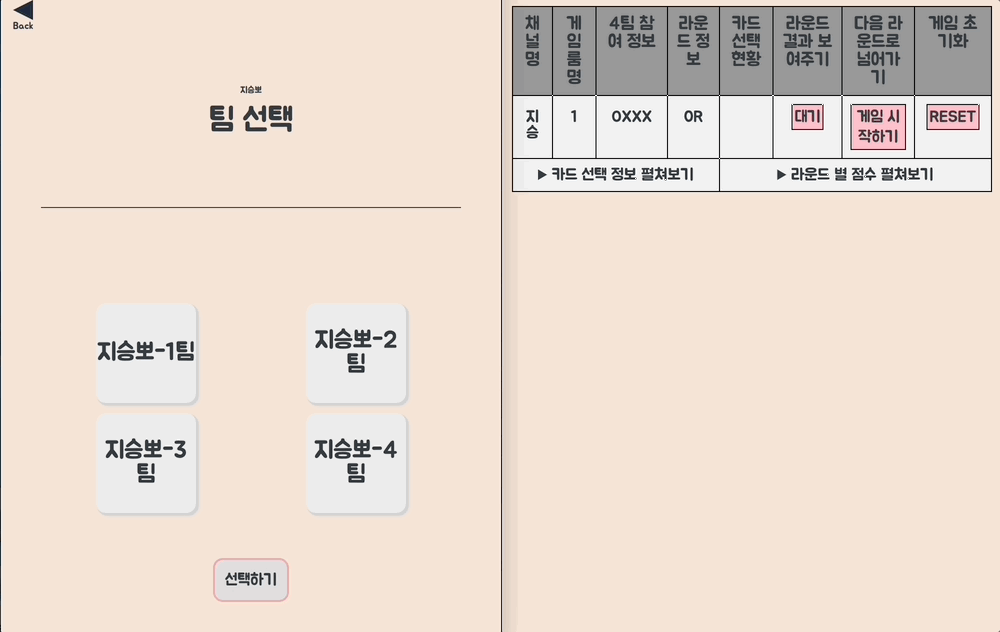 Back
지승뽀
팀 선택
지승뽀-1팀
지승뽀-2
팀
지승뽀-3
팀
지승뽀-4
팀
선택하기
채
널
명
게
임
룸
명
4팀 참
여 정보
라운
드 정
보
카드
선택
현황
라운드
결과 보
여주기
다음 라
운드로
넘어가
기
게임 초
기화
지
승
1
OXXX
0R
대기
게임 시
작하기
RESET
▶ 카드 선택 정보 펼쳐보기
▶ 라운드 별 점수 펼쳐보기